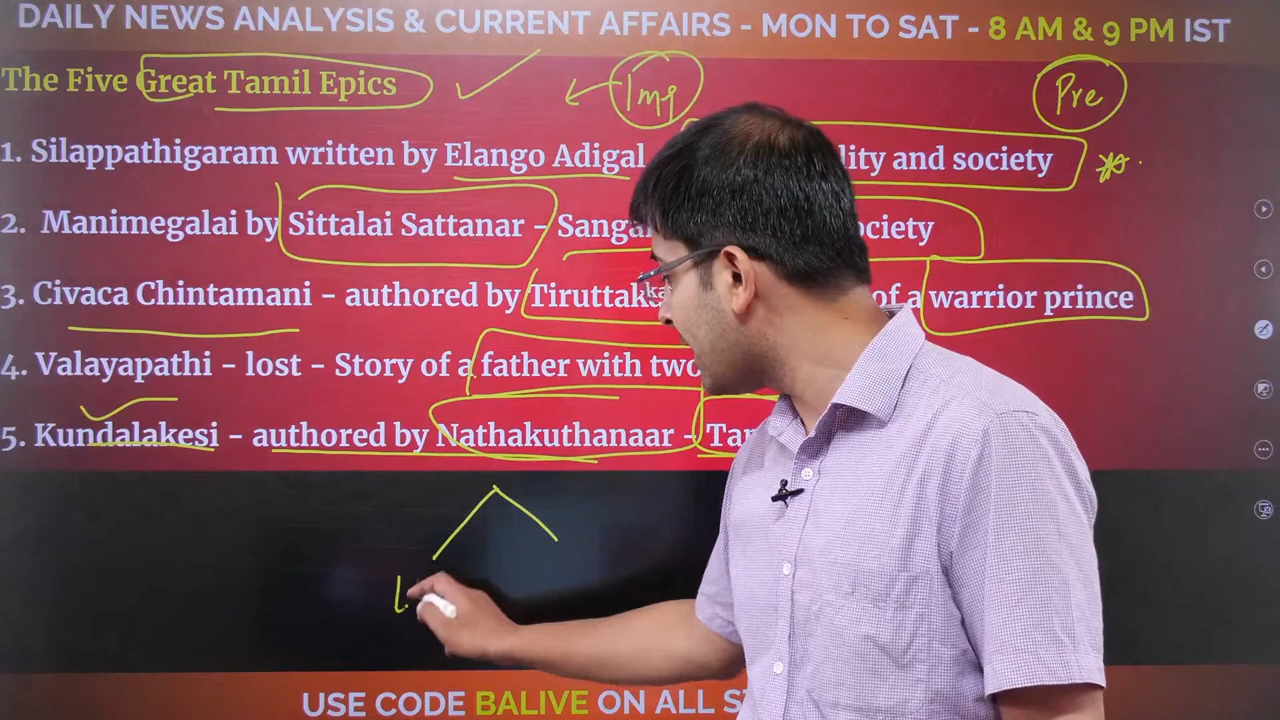 DAILY NEWS ANALYSIS & CURRENT AFFAIRS - MON TO SAT - 8 AM & 9 PM IST
The Five Great Tamil Epics Imq Pre
1. Silappathigaram written by Elango Adigal lity and society
2. Manimegalai by Sittalai Sattanar - Sanga ociety
3. Civaca Chintamani - authored by Tiruttak of a warrior prince
4. Valayapathi - lost - Story of a father with two
5. Kundalakesi - authored by Nathakuthanaar - Ta
USE CODE BALIVE ON ALL